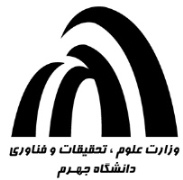 وزارت علوم ، تحقیقات و فناوری
دانشگاه جهرم